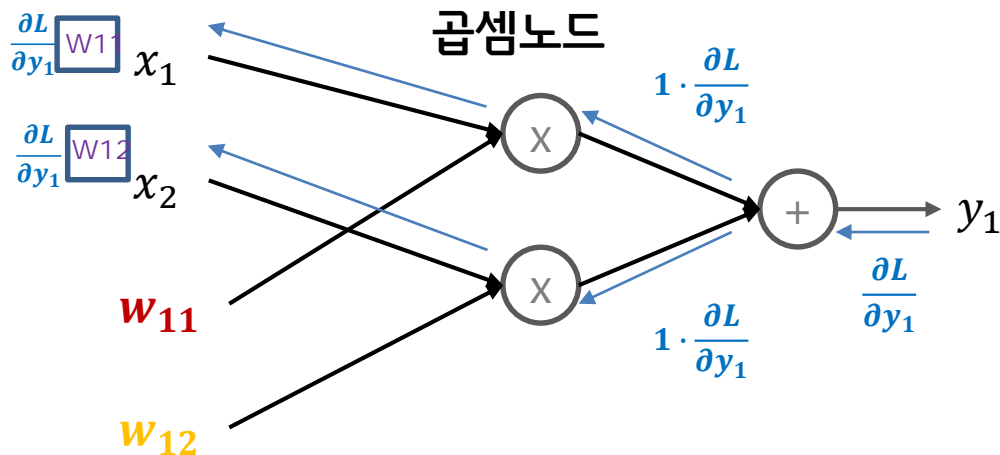 곱셈노드
∂L/∂y₁ W11 x₁
1 · ∂L/∂y₁
∂L/∂y₁ W12 x₂
x
+
y₁
x
w₁₁
1 · ∂L/∂y₁
∂L/∂y₁
w₁₂